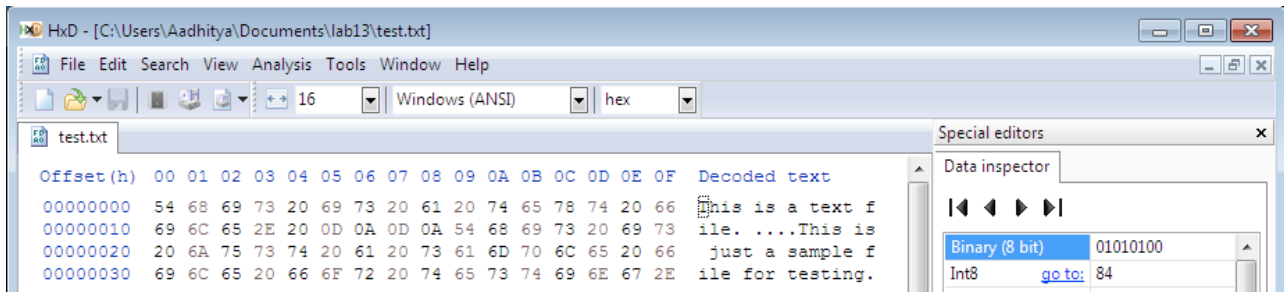 HxD - [C:\Users\Aadhitya\Documents\lab13\test.txt]
File Edit Search View Analysis Tools Window Help
16 Windows (ANSI) hex
test.txt
Special editors
Data inspector
Offset(h) 00 01 02 03 04 05 06 07 08 09 0A 0B 0C 0D 0E 0F Decoded text
00000000 54 68 69 73 20 69 73 20 61 20 74 65 78 74 20 66 This is a text f
00000010 69 6C 65 2E 20 0D 0A 0D 0A 54 68 69 73 20 69 73 ile. ....This is
00000020 20 6A 75 73 74 20 61 20 73 61 6D 70 6C 65 20 66 just a sample f
00000030 69 6C 65 20 66 6F 72 20 74 65 73 74 69 6E 67 2E ile for testing.
Binary (8 bit) 01010100
Int8 go to: 84